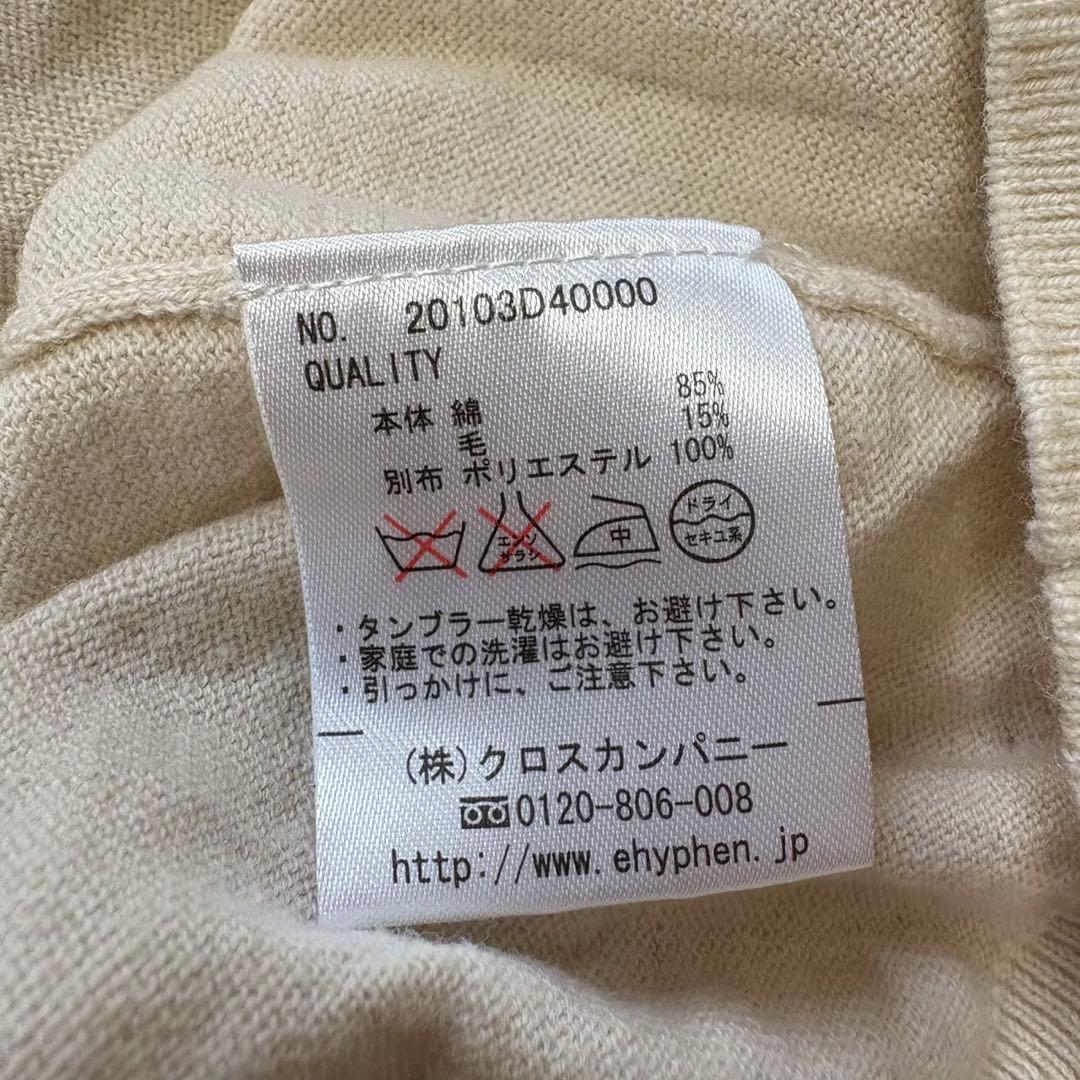 NO. 20103D40000
QUALITY
本体 綿 85%
毛 15%
別布 ポリエステル 100%
エンソ
サラシ
中
ドライ
セキユ系
・タンブラー乾燥は、お避け下さい。
・家庭での洗濯はお避け下さい。
・引っかけに、ご注意下さい。
(株)クロスカンパニー
0120-806-008
http://www.ehyphen.jp